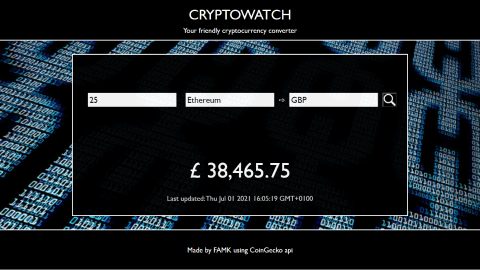 CRYPTOWATCH
Your friendly cryptocurrency converter
25 Ethereum ⇨ GBP
£ 38,465.75
Last updated: Thu Jul 01 2021 16:05:19 GMT+0100
Made by FAMK using CoinGecko api